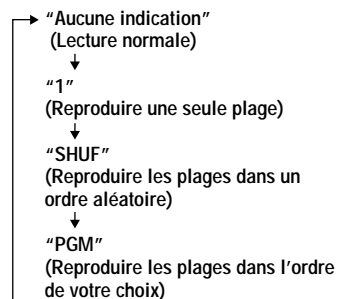 “Aucune indication”
(Lecture normale)
“1”
(Reproduire une seule plage)
“SHUF”
(Reproduire les plages dans un
ordre aléatoire)
“PGM”
(Reproduire les plages dans l’ordre
de votre choix)